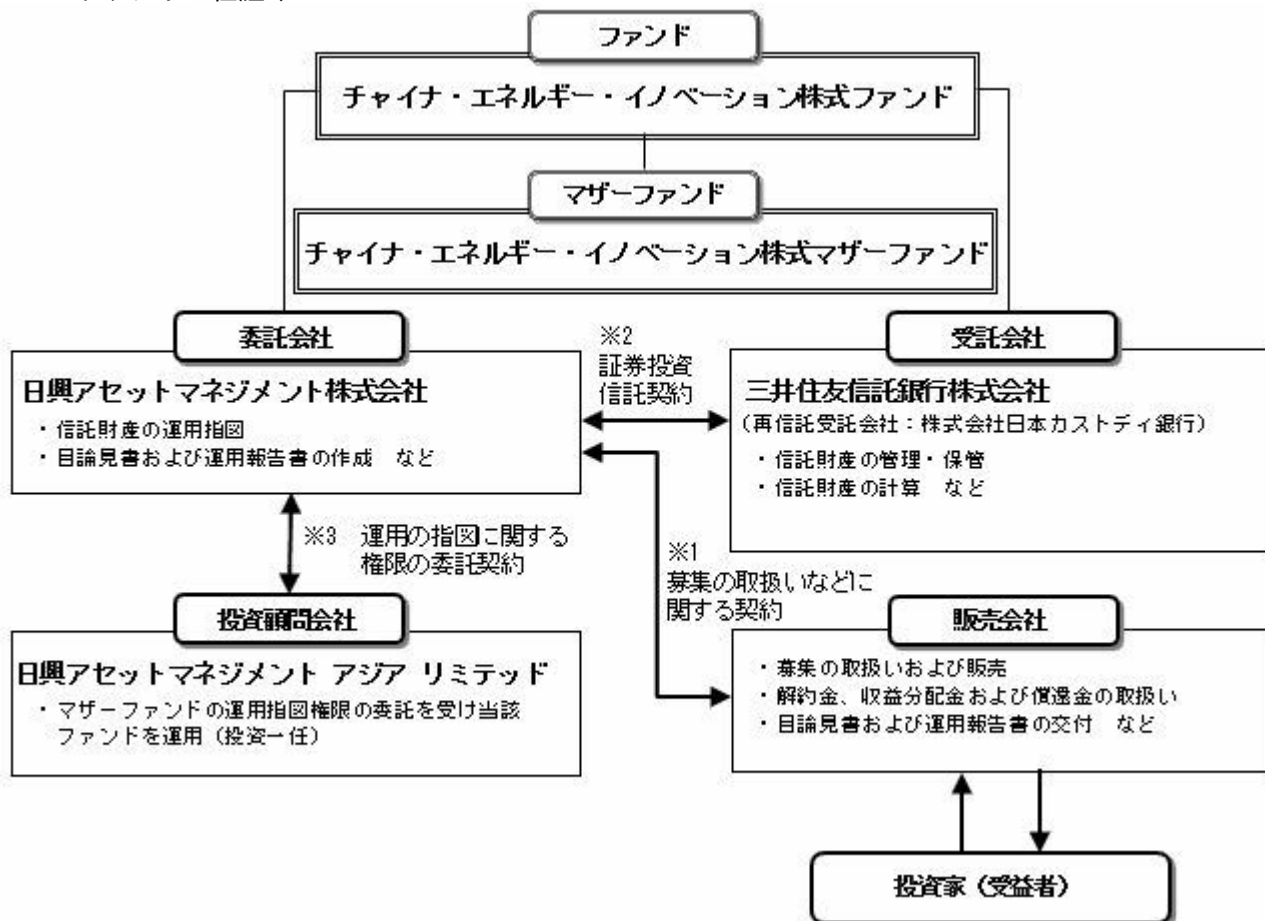 ファンド
チャイナ・エネルギー・イノベーション株式ファンド
マザーファンド
チャイナ・エネルギー・イノベーション株式マザーファンド
委託会社
日興アセットマネジメント株式会社
・信託財産の運用指図
・目論見書および運用報告書の作成 など
※2
証券投資
信託契約
受託会社
三井住友信託銀行株式会社
(再信託受託会社:株式会社日本カストディ銀行)
・信託財産の管理・保管
・信託財産の計算 など
※3 運用の指図に関する
権限の委託契約
※1
募集の取扱いなどに
関する契約
投資顧問会社
日興アセットマネジメント アジア リミテッド
・マザーファンドの運用指図権限の委託を受け当該
ファンドを運用(投資一任)
販売会社
・募集の取扱いおよび販売
・解約金、収益分配金および償還金の取扱い
・目論見書および運用報告書の交付 など
投資家(受益者)